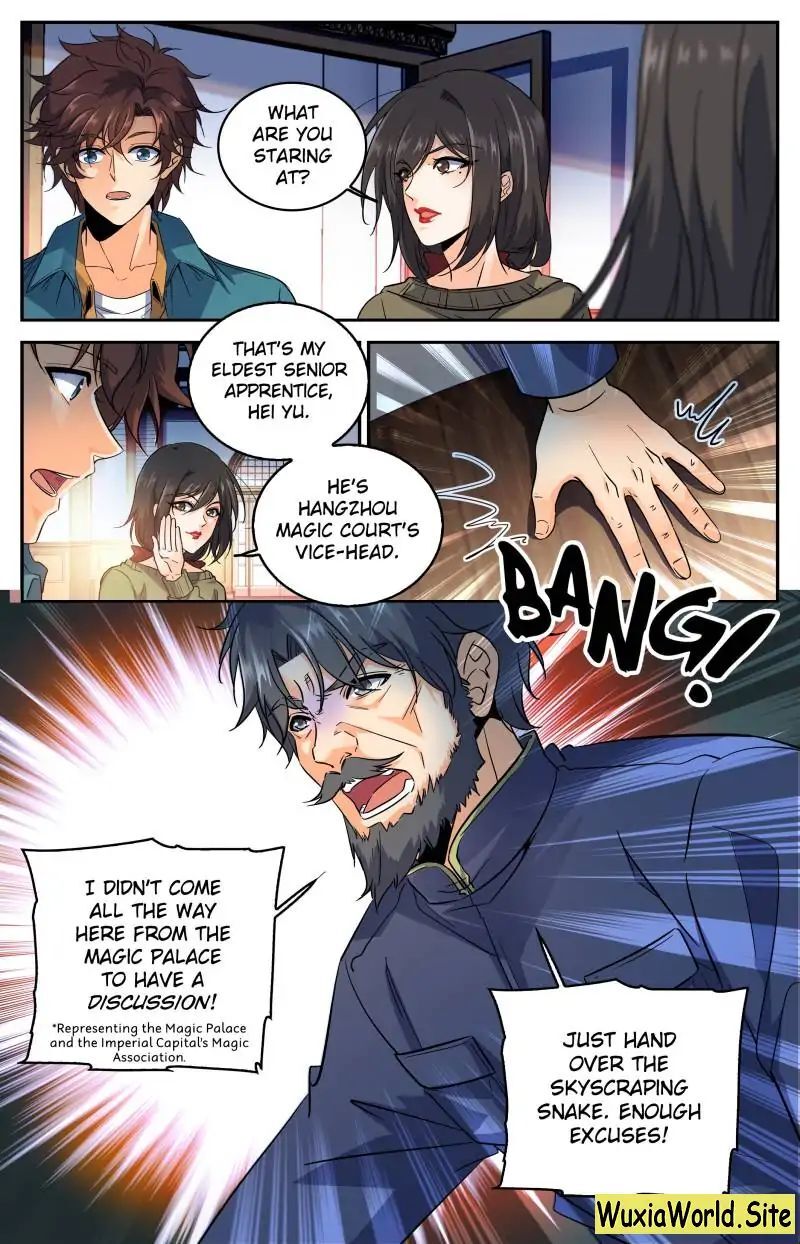 WHAT
ARE YOU
STARING
AT?
THAT'S MY
ELDEST SENIOR
APPRENTICE,
HEI YU.
HE'S
HANGZHOU
MAGIC COURT'S
VICE-HEAD.
BANG!
I DIDN'T COME
ALL THE WAY
HERE FROM THE
MAGIC PALACE
TO HAVE A
DISCUSSION!
*Representing the Magic Palace
and the Imperial Capital's Magic
Association.
JUST HAND
OVER THE
SKYSCRAPING
SNAKE. ENOUGH
EXCUSES!
WuxiaWorld.Site